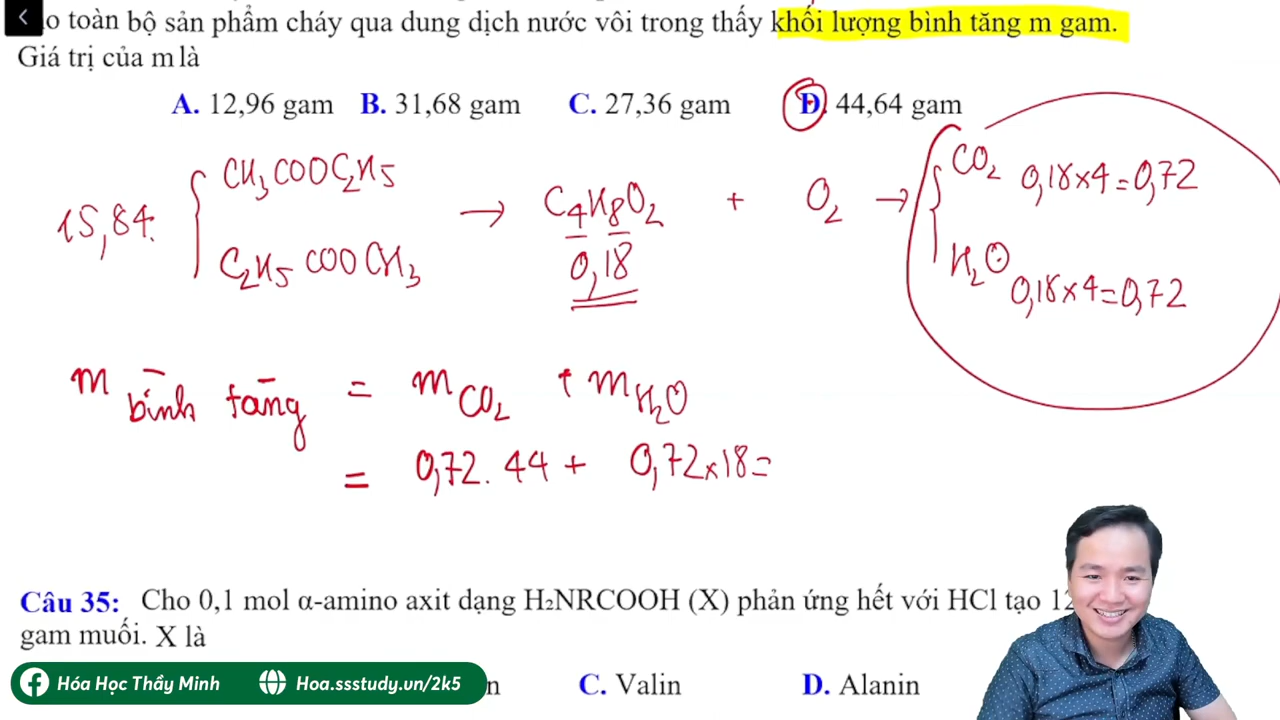 o toàn bộ sản phẩm cháy qua dung dịch nước vôi trong thấy khối lượng bình tăng m gam.
Giá trị của m là
A. 12,96 gam B. 31,68 gam C. 27,36 gam D. 44,64 gam
15,84. CH3COOC2H5 C2H5COOCH3 → C4H8O2 0,18 + O2 → CO2 0,18×4=0,72 H2O 0,18×4=0,72
m bình tăng = mCO2 + mH2O
= 0,72.44 + 0,72×18=
Câu 35: Cho 0,1 mol α-amino axit dạng H2NRCOOH (X) phản ứng hết với HCl tạo
gam muối. X là
n C. Valin D. Alanin
Hóa Học Thầy Minh Hoa.ssstudy.vn/2k5